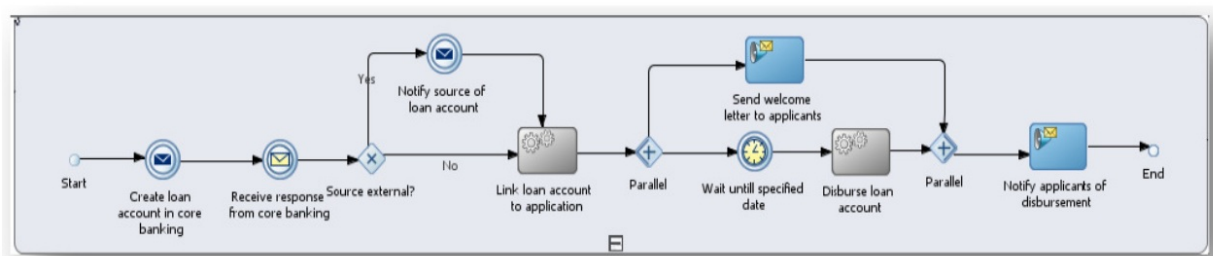 Start
Create loan
account in core
banking
Receive response
from core banking
Source external?
Yes
No
Notify source of
loan account
Link loan account
to application
Parallel
Send welcome
letter to applicants
Wait untill specified
date
Disburse loan
account
Parallel
Notify applicants of
disbursement
End